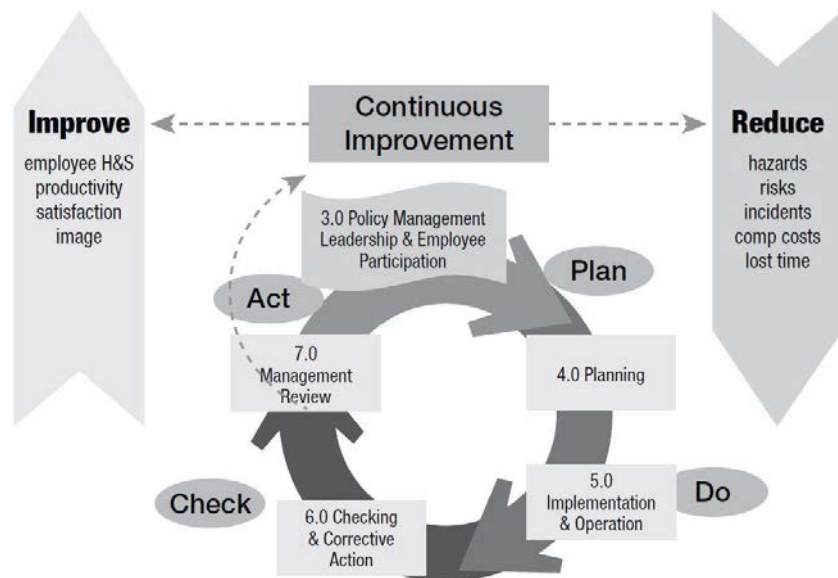 Improve
employee H&S
productivity
satisfaction
image
Continuous
Improvement
Reduce
hazards
risks
incidents
comp costs
lost time
3.0 Policy Management
Leadership & Employee
Participation
Act
Plan
7.0
Management
Review
4.0 Planning
Check
6.0 Checking
& Corrective
Action
5.0
Implementation
& Operation
Do